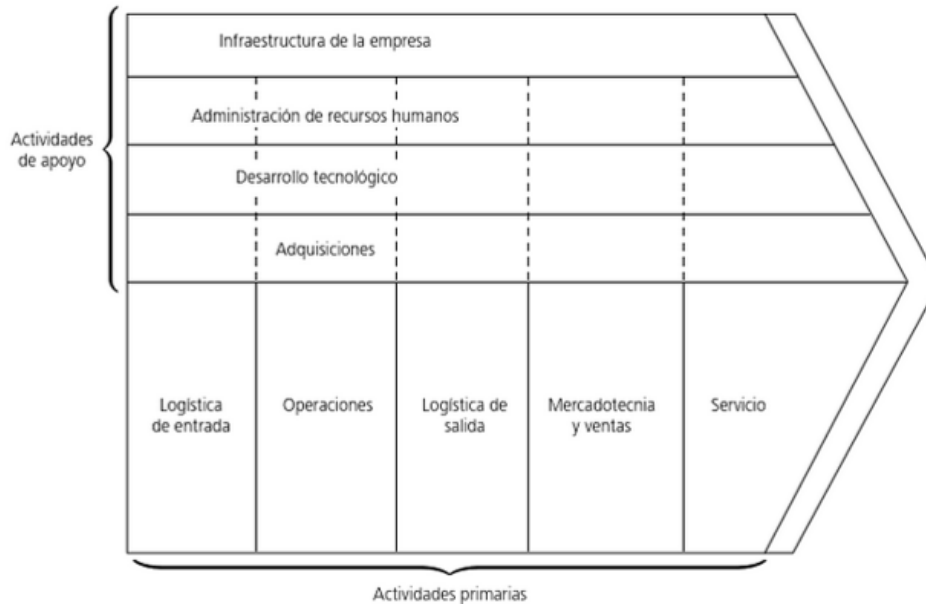 Infraestructura de la empresa
Administración de recursos humanos
Actividades
de apoyo
Desarrollo tecnológico
Adquisiciones
Logística
de entrada
Operaciones
Logística de
salida
Mercadotecnia
y ventas
Servicio
Actividades primarias